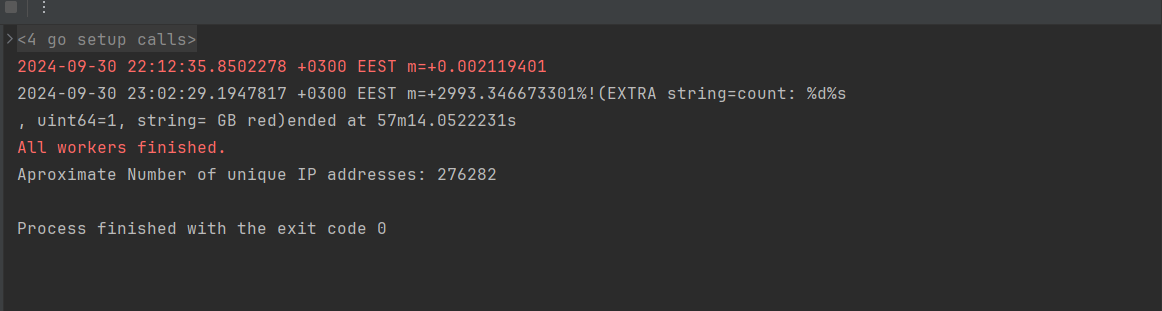 <4 go setup calls>
2024-09-30 22:12:35.8502278 +0300 EEST m=+0.002119401
2024-09-30 23:02:29.1947817 +0300 EEST m=+2993.346673301%!(EXTRA string=count: %d%s
, uint64=1, string= GB red)ended at 57m14.0522231s
All workers finished.
Aproximate Number of unique IP addresses: 276282
Process finished with the exit code 0